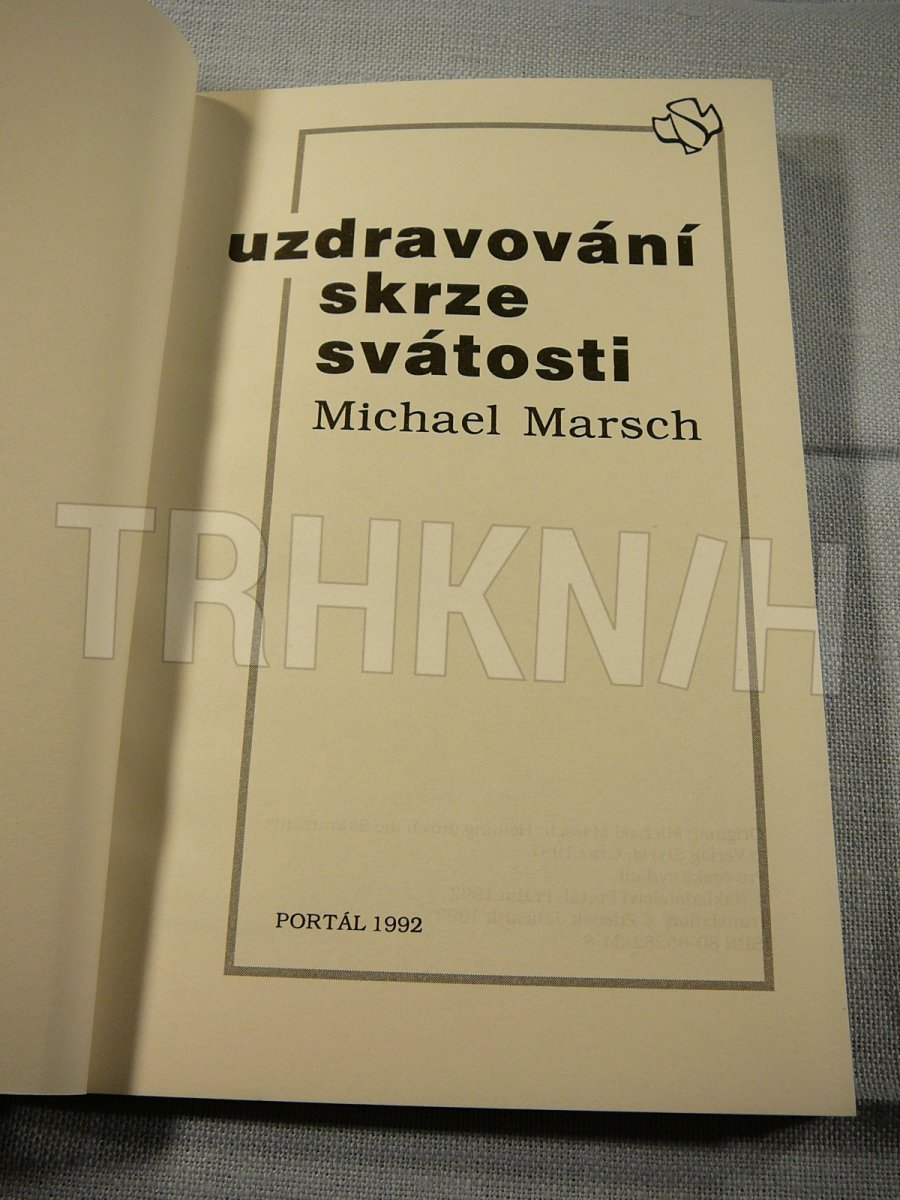 uzdravování
skrze
svátosti
Michael Marsch
TRHKNIH
PORTÁL 1992